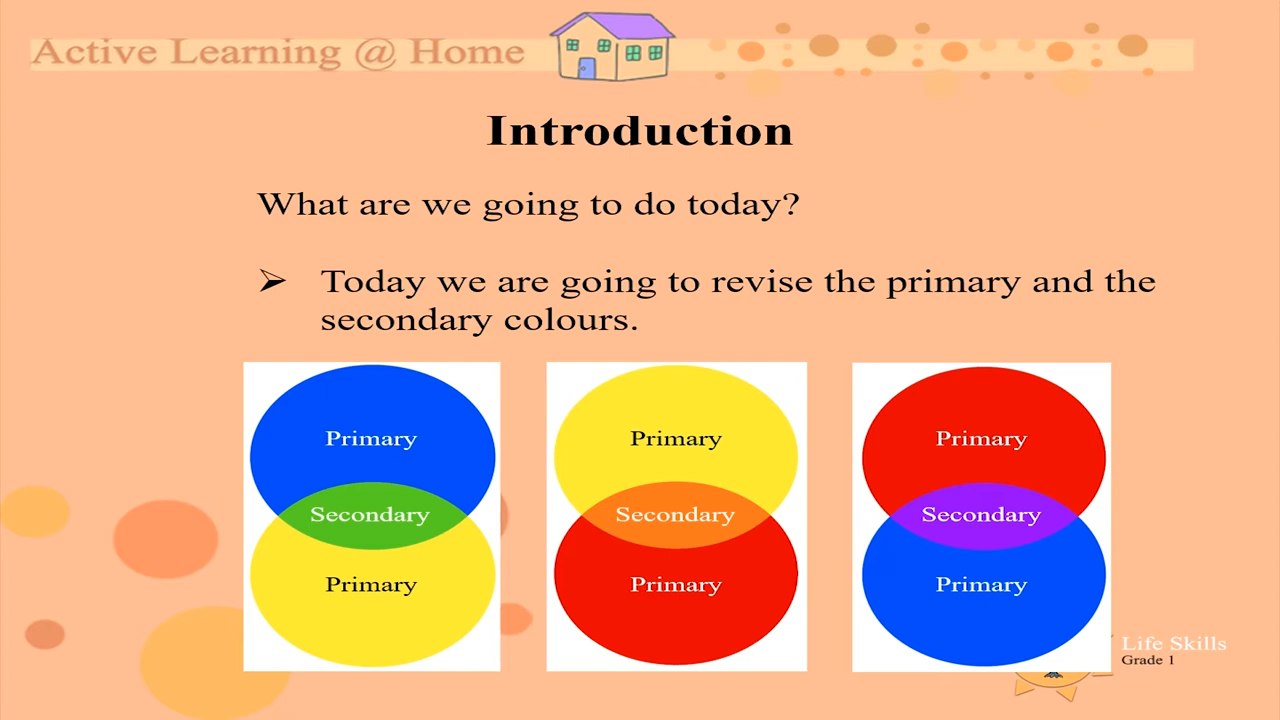 Active Learning @ Home
Introduction
What are we going to do today?
➢ Today we are going to revise the primary and the
secondary colours.
Primary
Secondary
Primary
Primary
Secondary
Primary
Primary
Secondary
Primary
Life Skills
Grade 1